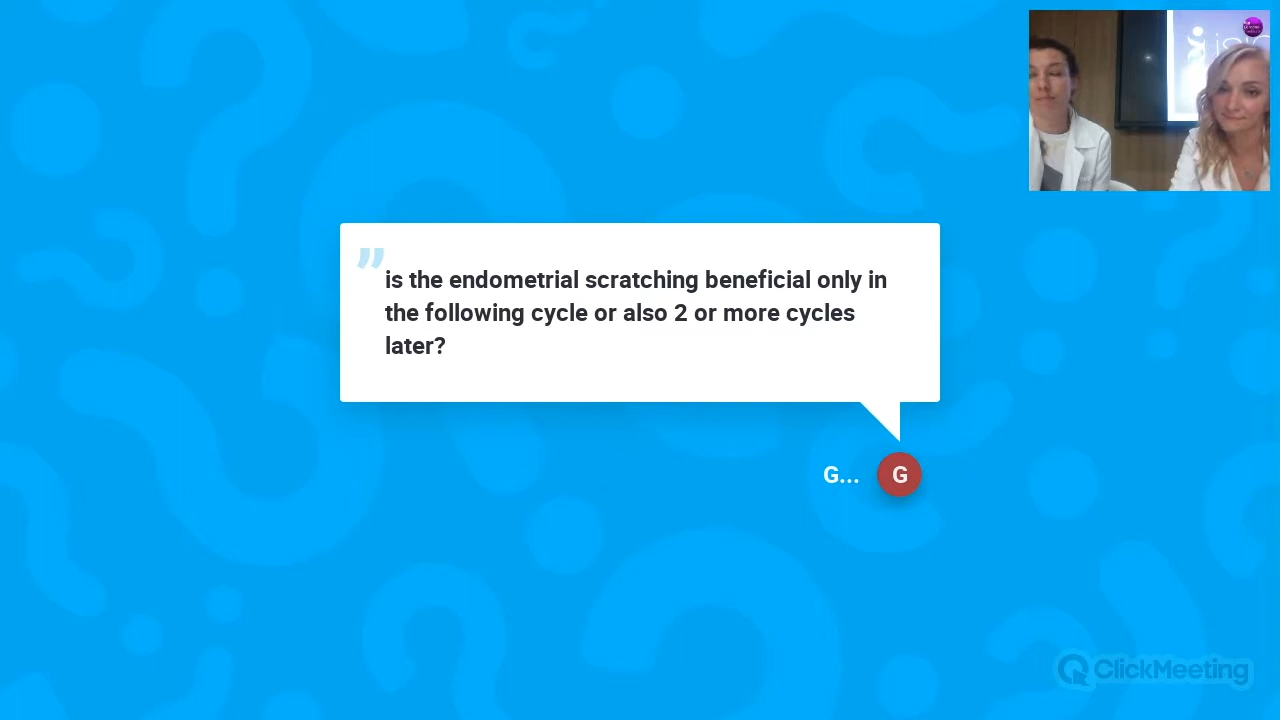 is the endometrial scratching beneficial only in
the following cycle or also 2 or more cycles
later?
G... G
ClickMeeting